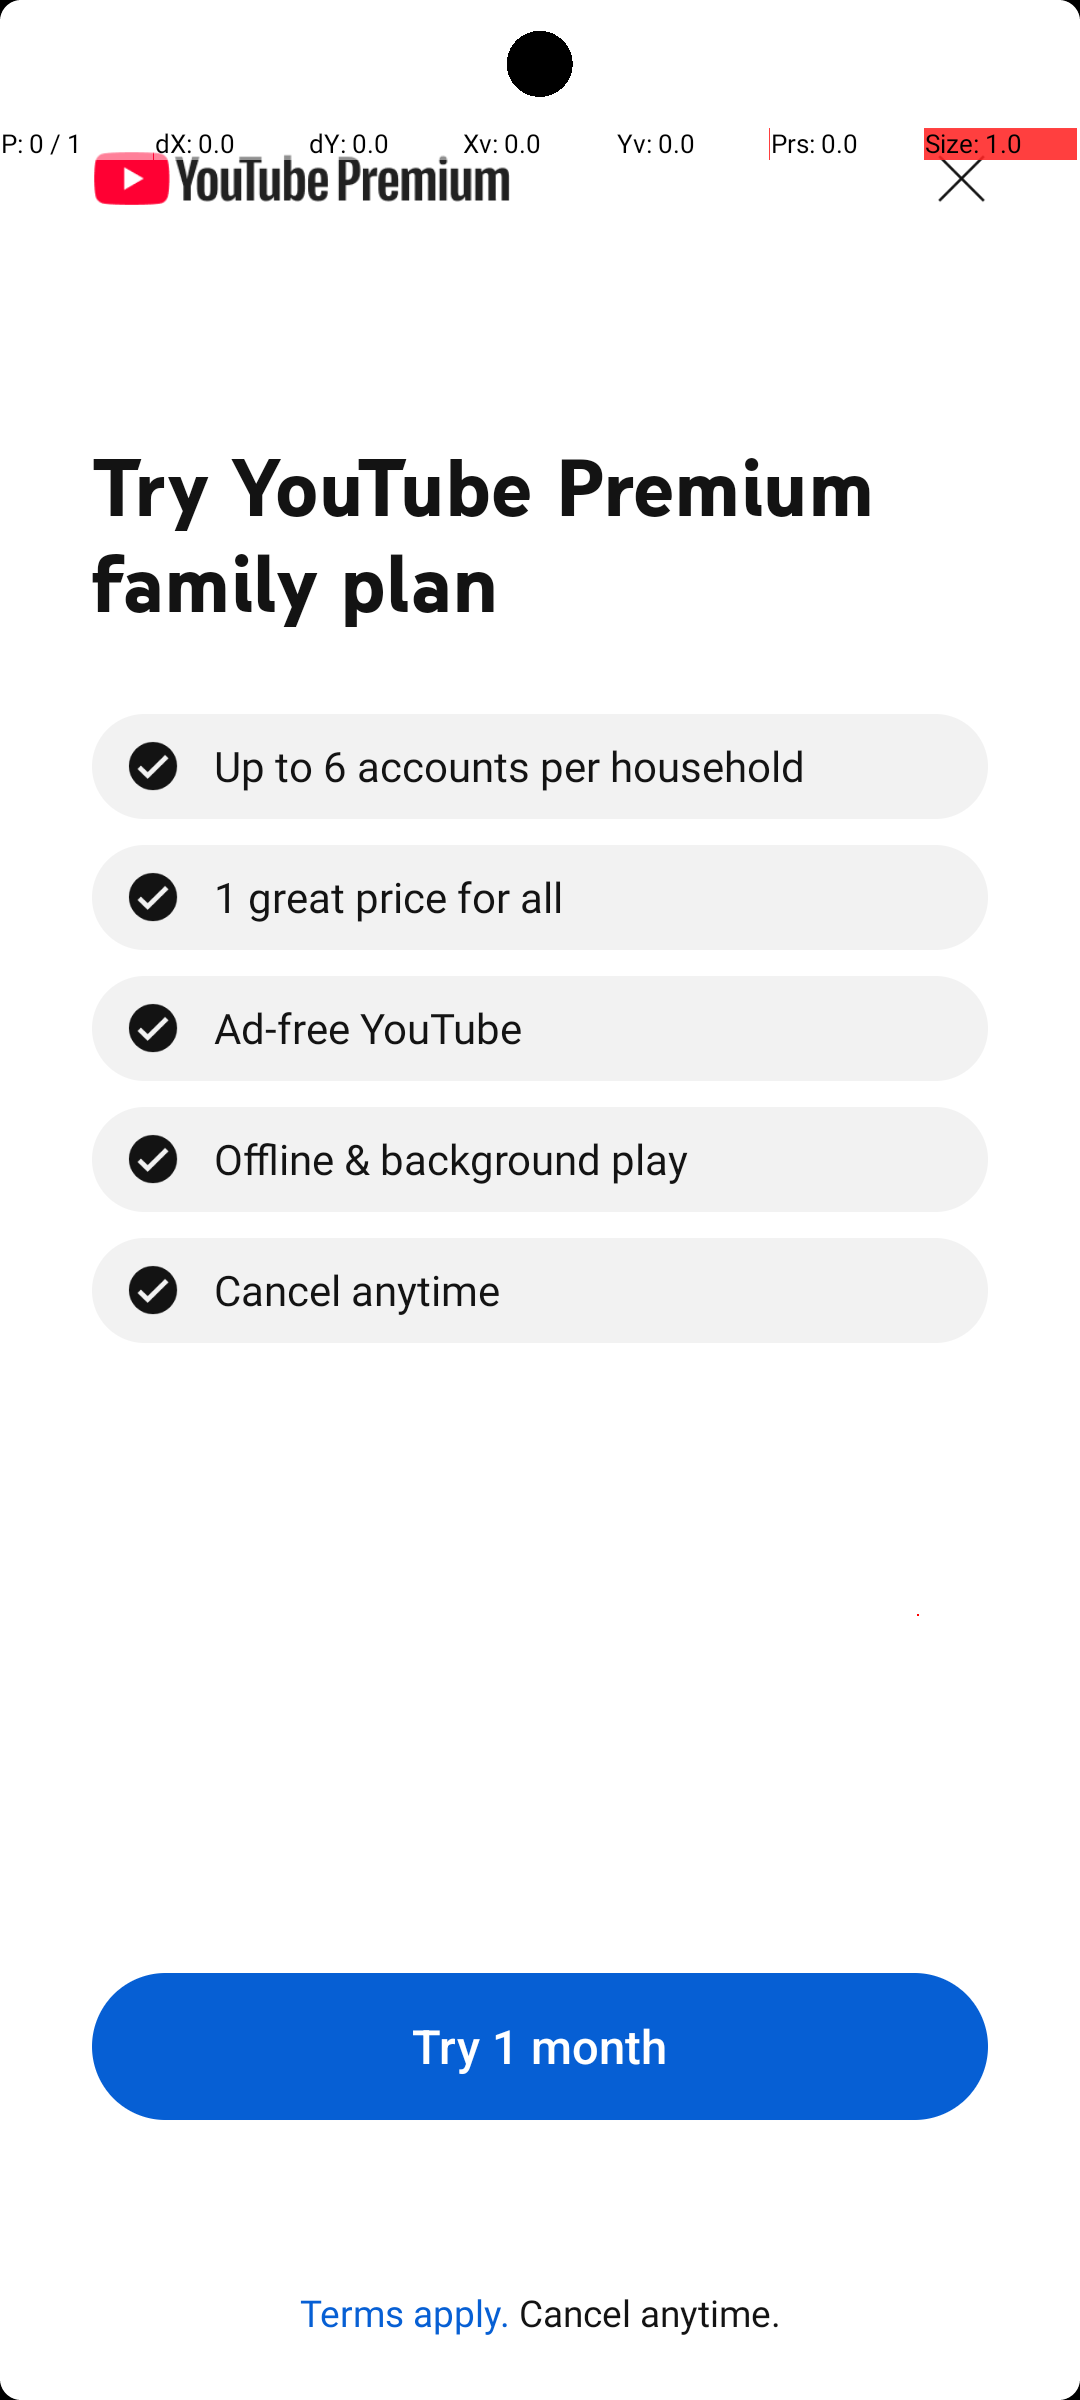 P: 0 / 1 dX: 0.0 dY: 0.0 Xv: 0.0 Yv: 0.0 Prs: 0.0 Size: 1.0
YouTube Premium
Try YouTube Premium
family plan
Up to 6 accounts per household
1 great price for all
Ad-free YouTube
Offline & background play
Cancel anytime
Try 1 month
Terms apply. Cancel anytime.